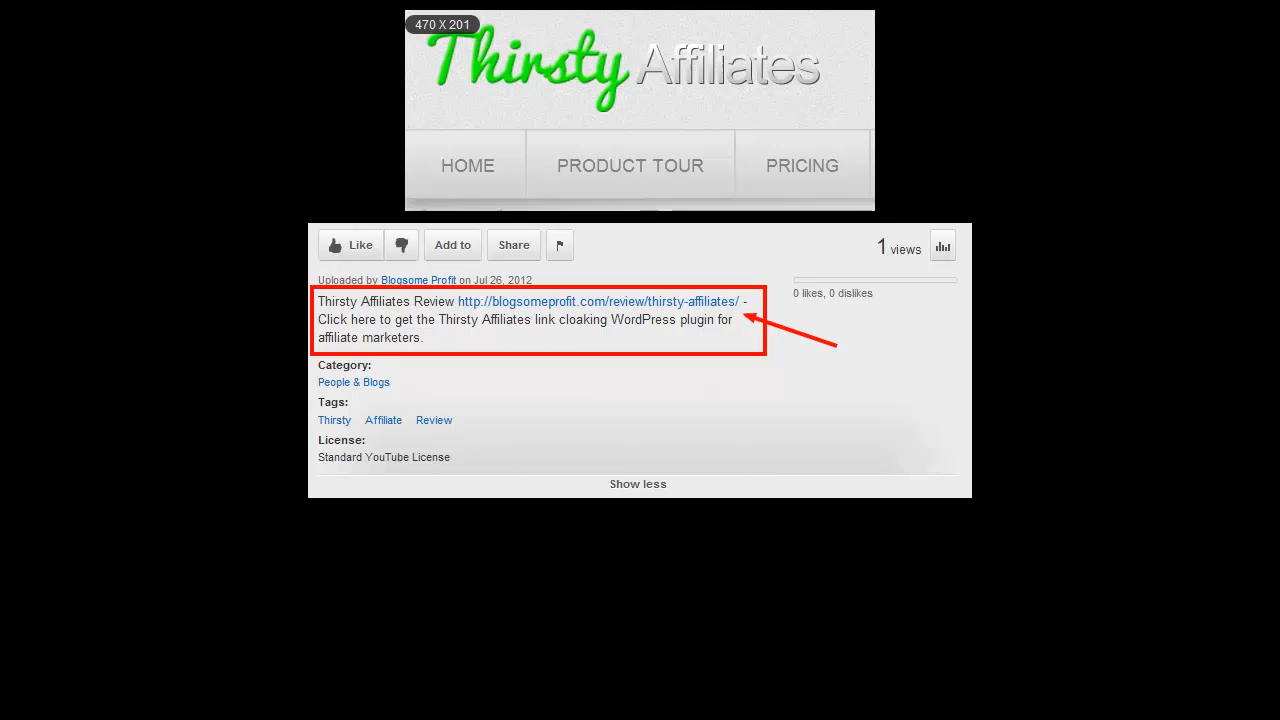 470 X 201
Thirsty Affiliates
HOME PRODUCT TOUR PRICING
Like Add to Share 1 views
Uploaded by Blogsome Profit on Jul 26, 2012
0 likes, 0 dislikes
Thirsty Affiliates Review http://blogsomeprofit.com/review/thirsty-affiliates/ -
Click here to get the Thirsty Affiliates link cloaking WordPress plugin for
affiliate marketers.
Category:
People & Blogs
Tags:
Thirsty Affiliate Review
License:
Standard YouTube License
Show less